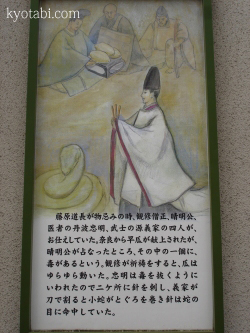 kyotabi.com
藤原道長が物忌みの時、観修僧正、晴明公、
医者の丹波忠明、武士の源義家の四人が、
お仕えしていた。奈良から早瓜が献上されたが、
晴明公が占なったところ、その中の一個に、
毒があるという。観修が祈祷をすると、瓜は
ゆらゆら動いた。忠明は毒を抜くように
いわれたので二ヶ所に針を刺し、義家が
刀で割ると小蛇がとぐろを巻き針は蛇の
目に命中していた。